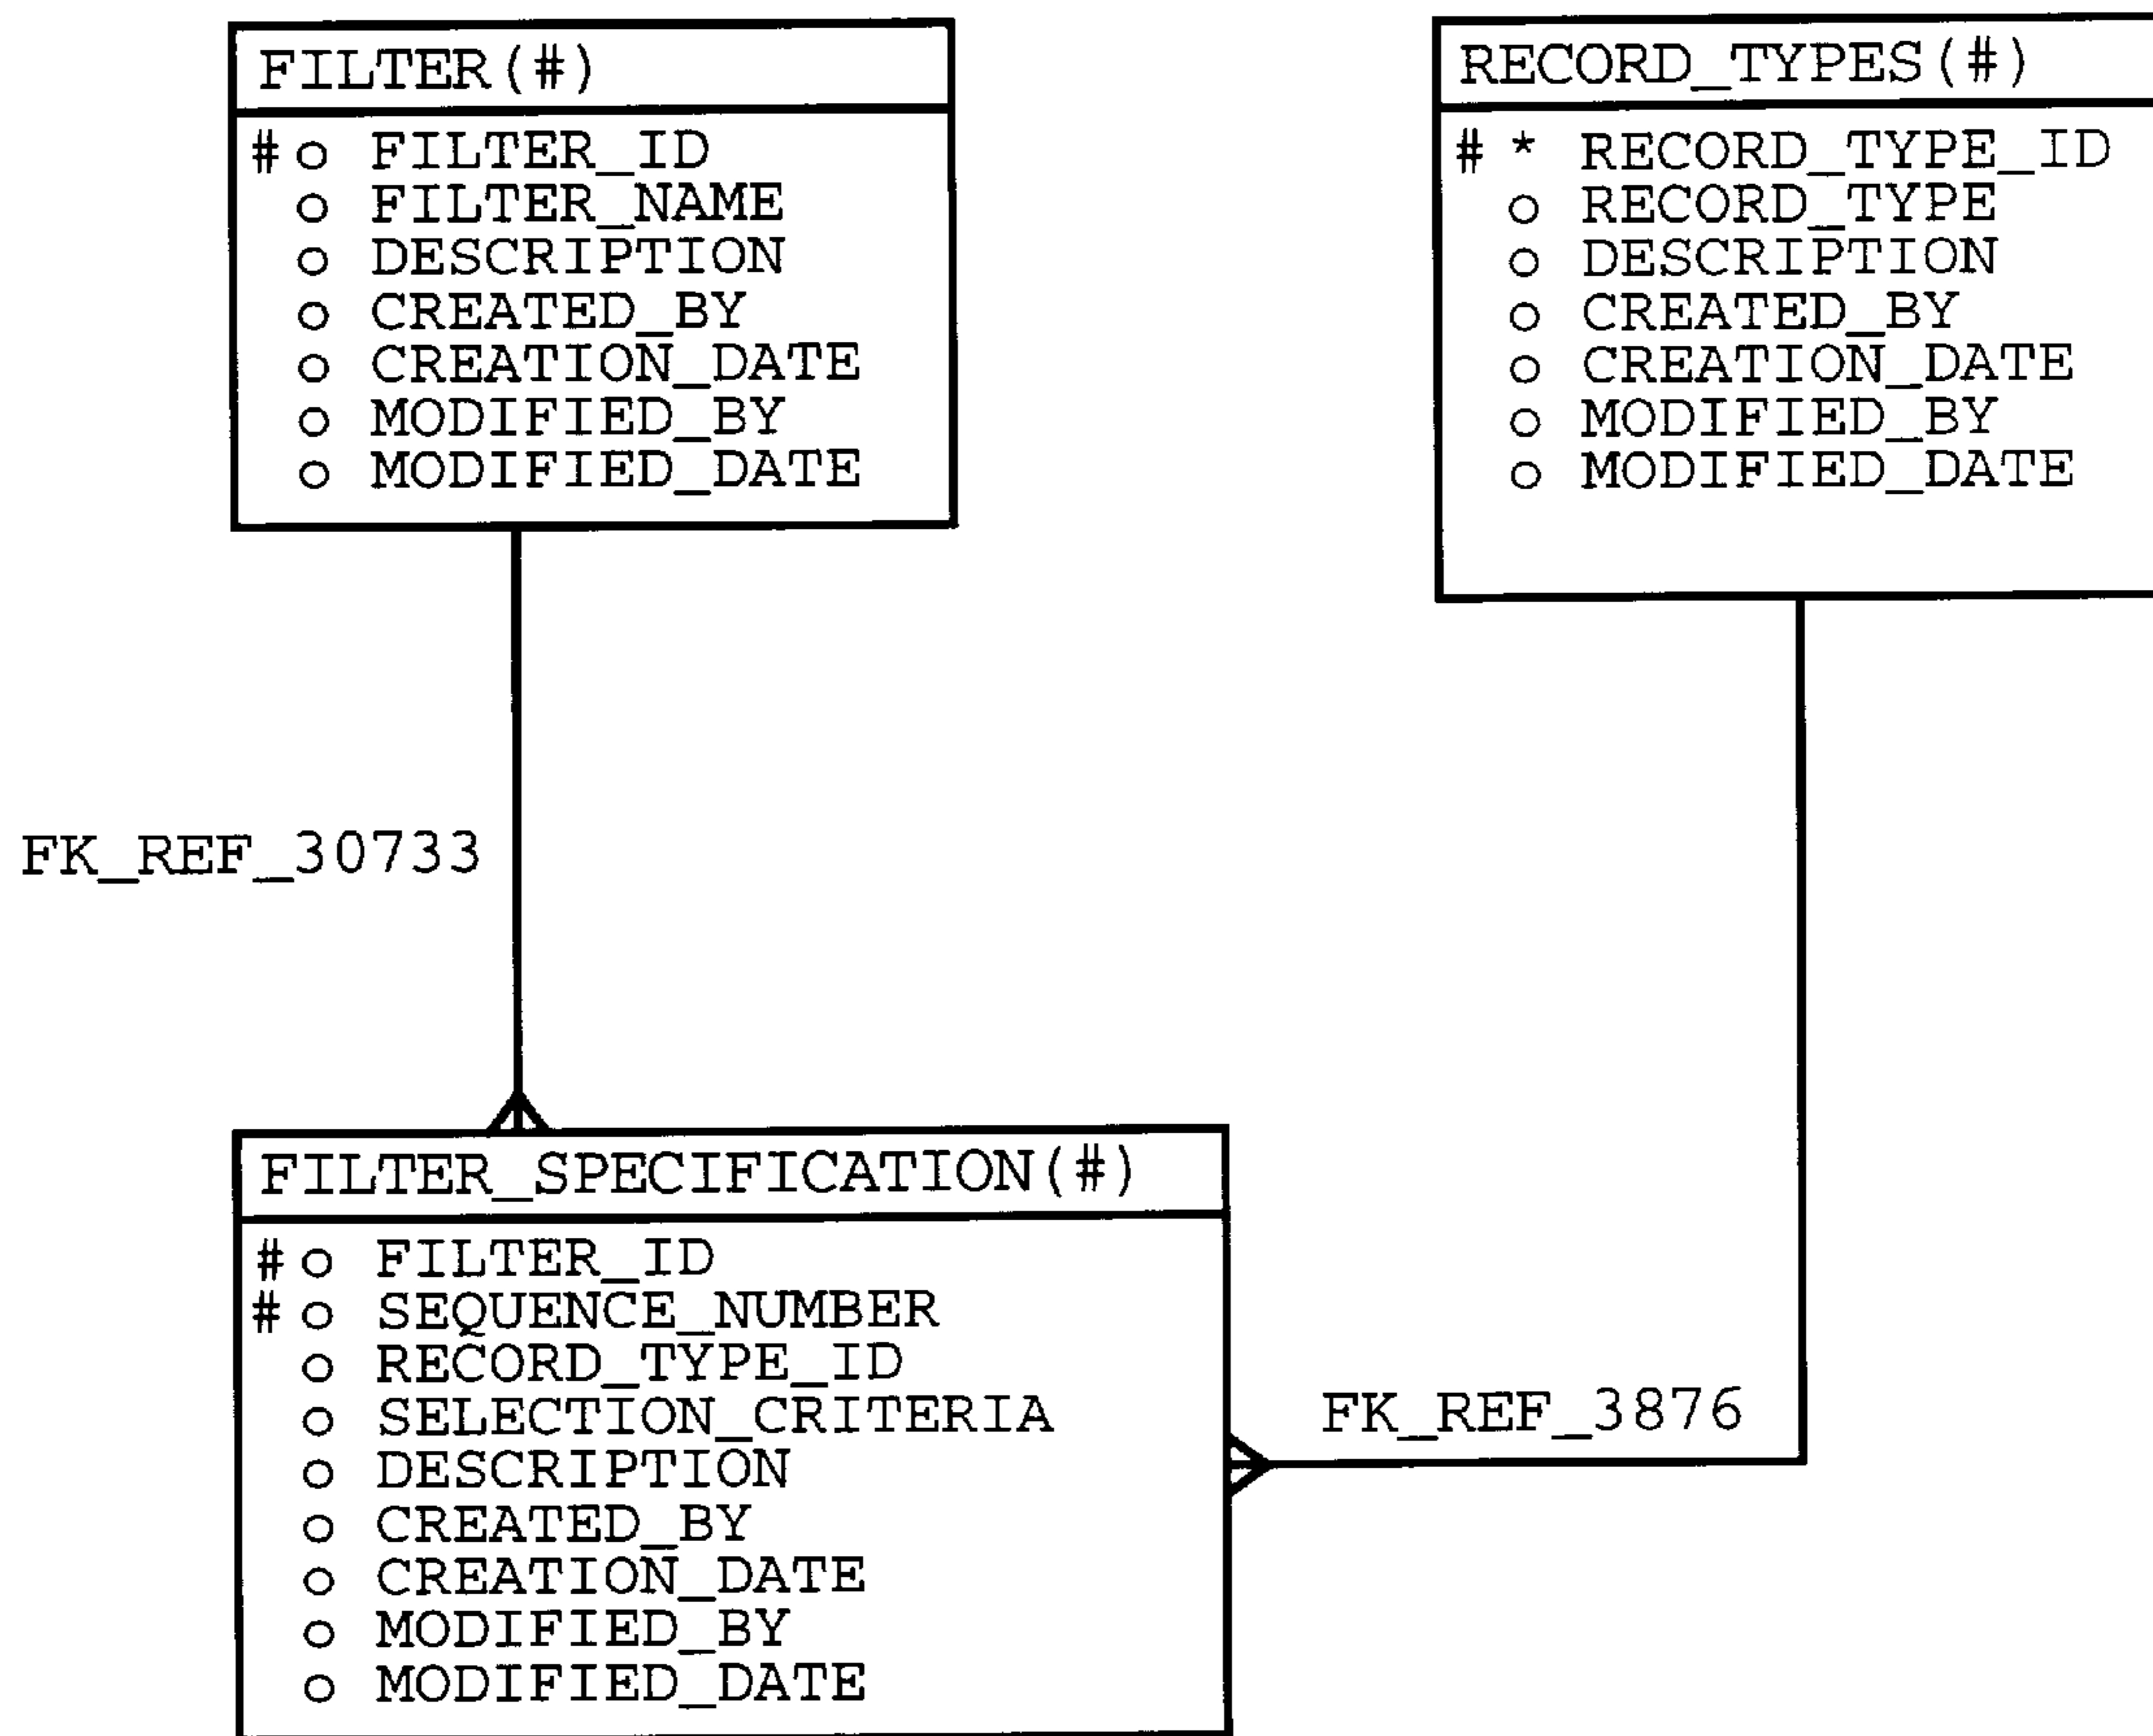 FILTER(#)
# o FILTER_ID
o FILTER_NAME
o DESCRIPTION
o CREATED_BY
o CREATION_DATE
o MODIFIED_BY
o MODIFIED_DATE
RECORD_TYPES(#)
# * RECORD_TYPE_ID
o RECORD_TYPE
o DESCRIPTION
o CREATED_BY
o CREATION_DATE
o MODIFIED_BY
o MODIFIED_DATE
FK_REF_30733
FILTER_SPECIFICATION(#)
# o FILTER_ID
# o SEQUENCE_NUMBER
o RECORD_TYPE_ID
o SELECTION_CRITERIA
o DESCRIPTION
o CREATED_BY
o CREATION_DATE
o MODIFIED_BY
o MODIFIED_DATE
FK_REF_3876